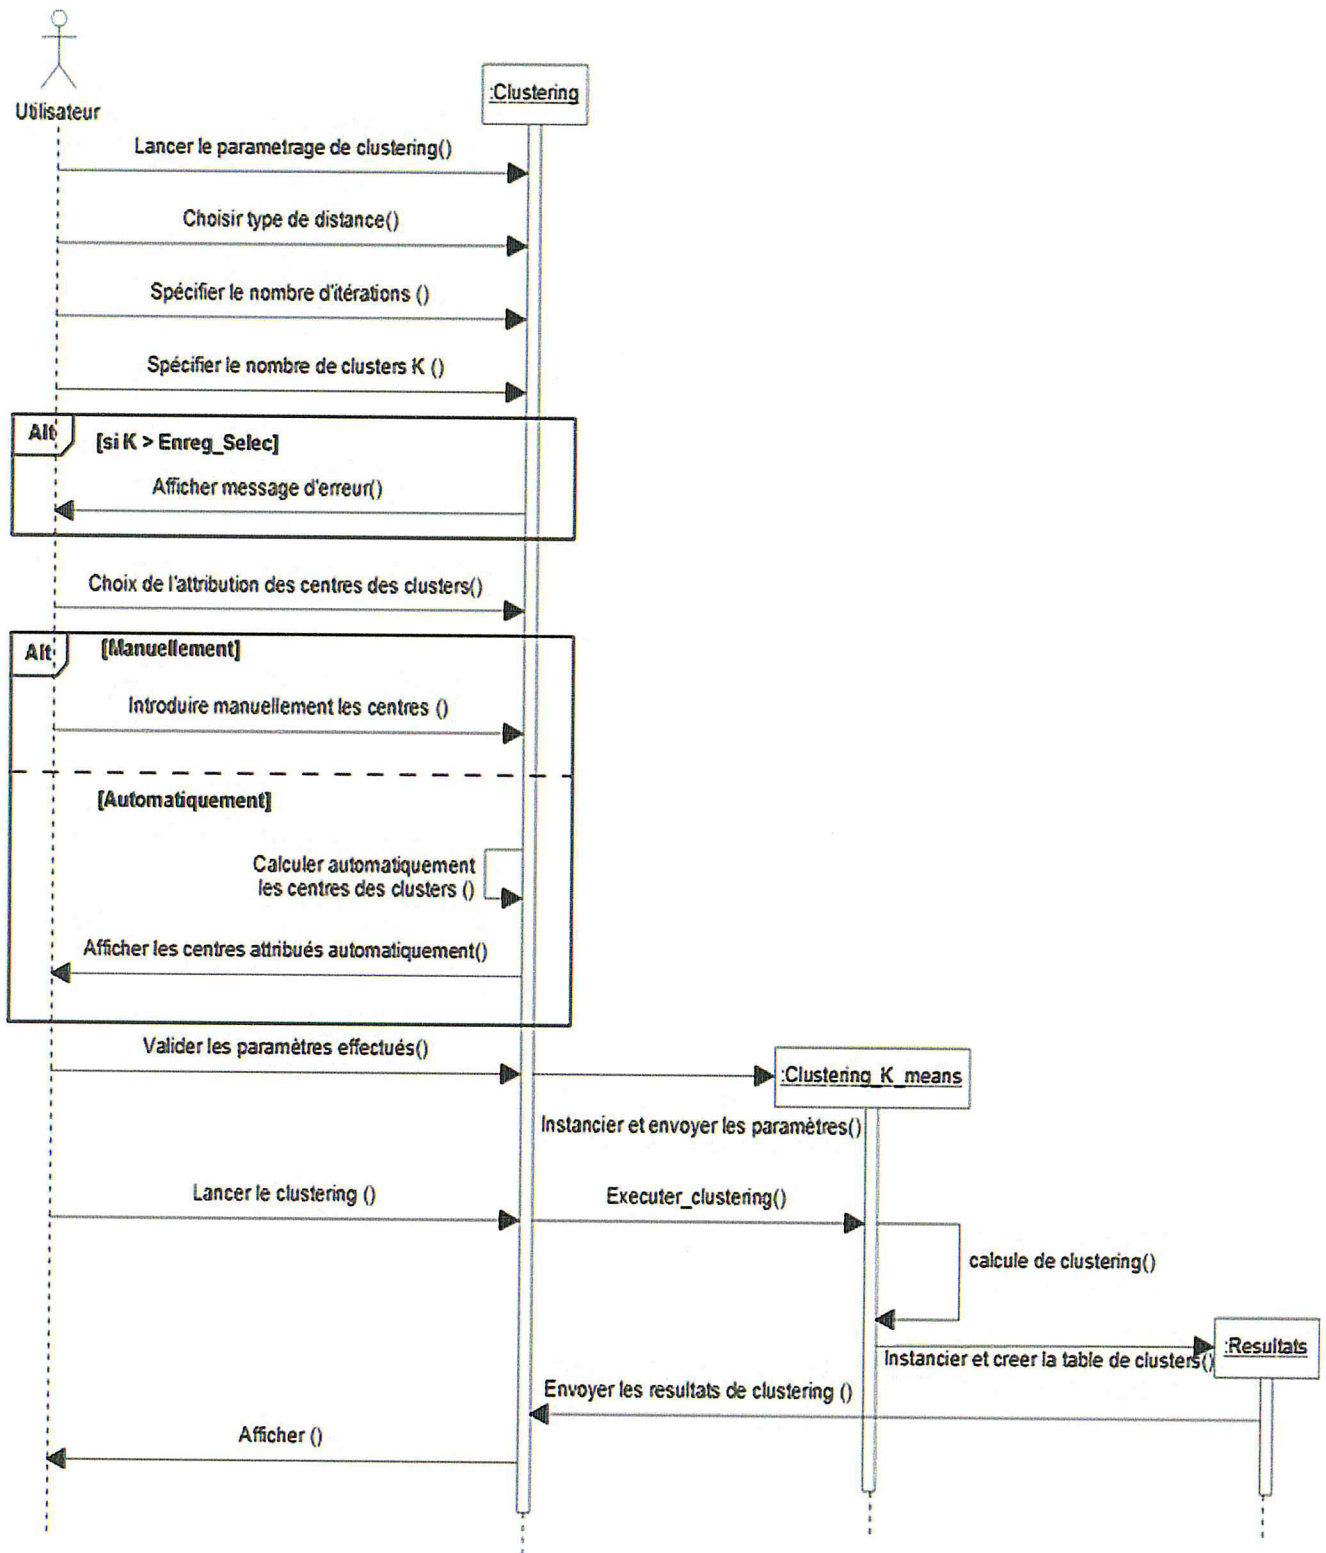 Utilisateur
:Clustering
Lancer le parametrage de clustering()
Choisir type de distance()
Spécifier le nombre d'itérations ()
Spécifier le nombre de clusters K ()
Alt
[si K > Enreg_Selec]
Afficher message d'erreur()
Choix de l'attribution des centres des clusters()
Alt
[Manuellement]
Introduire manuellement les centres ()
[Automatiquement]
Calculer automatiquement
les centres des clusters ()
Afficher les centres attribués automatiquement()
Valider les paramètres effectués()
:Clustering_K_means
Instancier et envoyer les paramètres()
Lancer le clustering ()
Executer_clustering()
calcule de clustering()
:Resultats
Instancier et creer la table de clusters()
Envoyer les resultats de clustering ()
Afficher ()